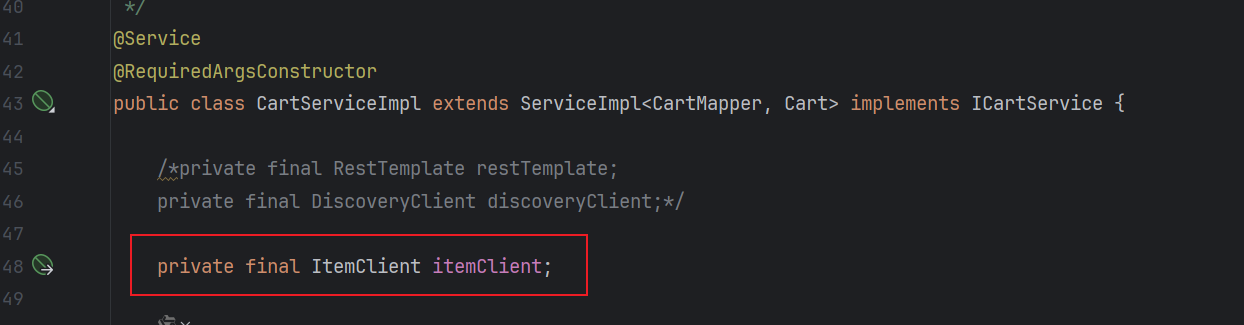 40 */
41 @Service
42 @RequiredArgsConstructor
43 public class CartServiceImpl extends ServiceImpl<CartMapper, Cart> implements ICartService {
44
45 /*private final RestTemplate restTemplate;
46 private final DiscoveryClient discoveryClient;*/
47
48 private final ItemClient itemClient;
49